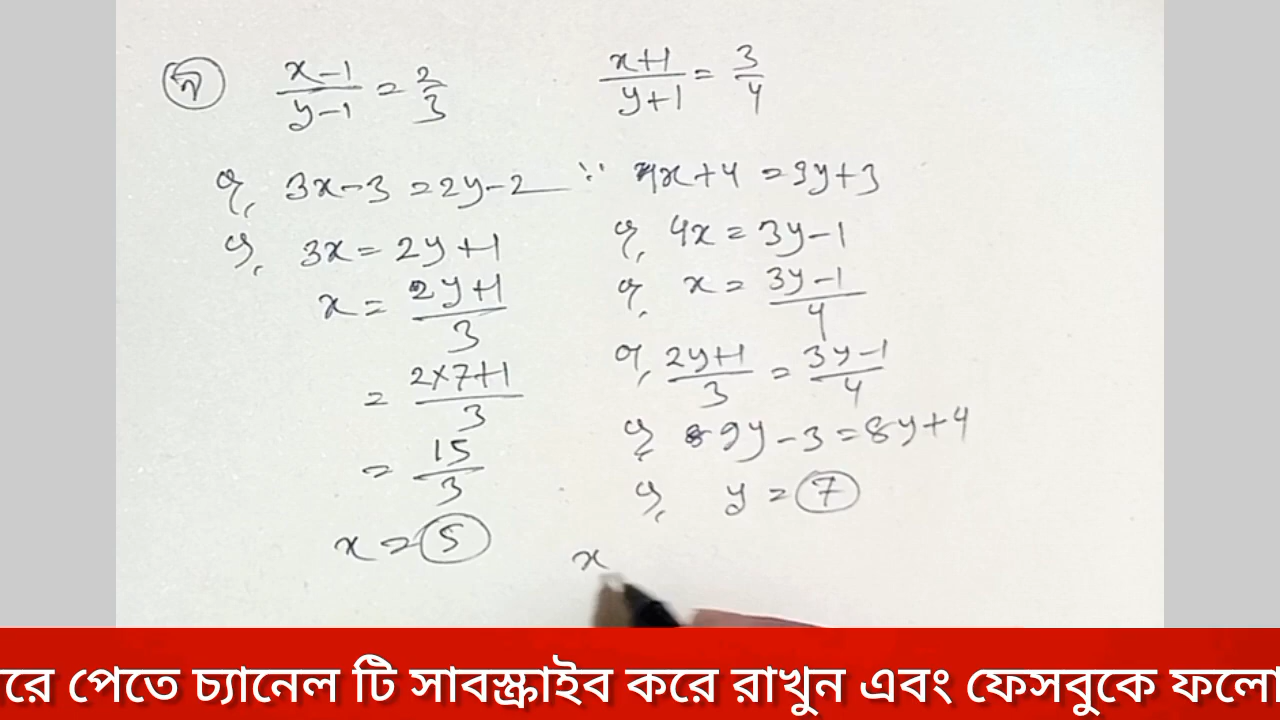 (ন) (x-1)/(y-1) = 2/3    (x+1)/(y+1) = 3/4
বা, 3x-3 = 2y-2 ∵ 4x+4 = 3y+3
বা, 3x = 2y+1    বা, 4x = 3y-1
x = (2y+1)/3    বা, x = (3y-1)/4
= (2×7+1)/3    বা, (2y+1)/3 = (3y-1)/4
= 15/3    বা, 9y-3 = 8y+4
x = 5    বা, y = 7
x
রে পেতে চ্যানেল টি সাবস্ক্রাইব করে রাখুন এবং ফেসবুকে ফলো